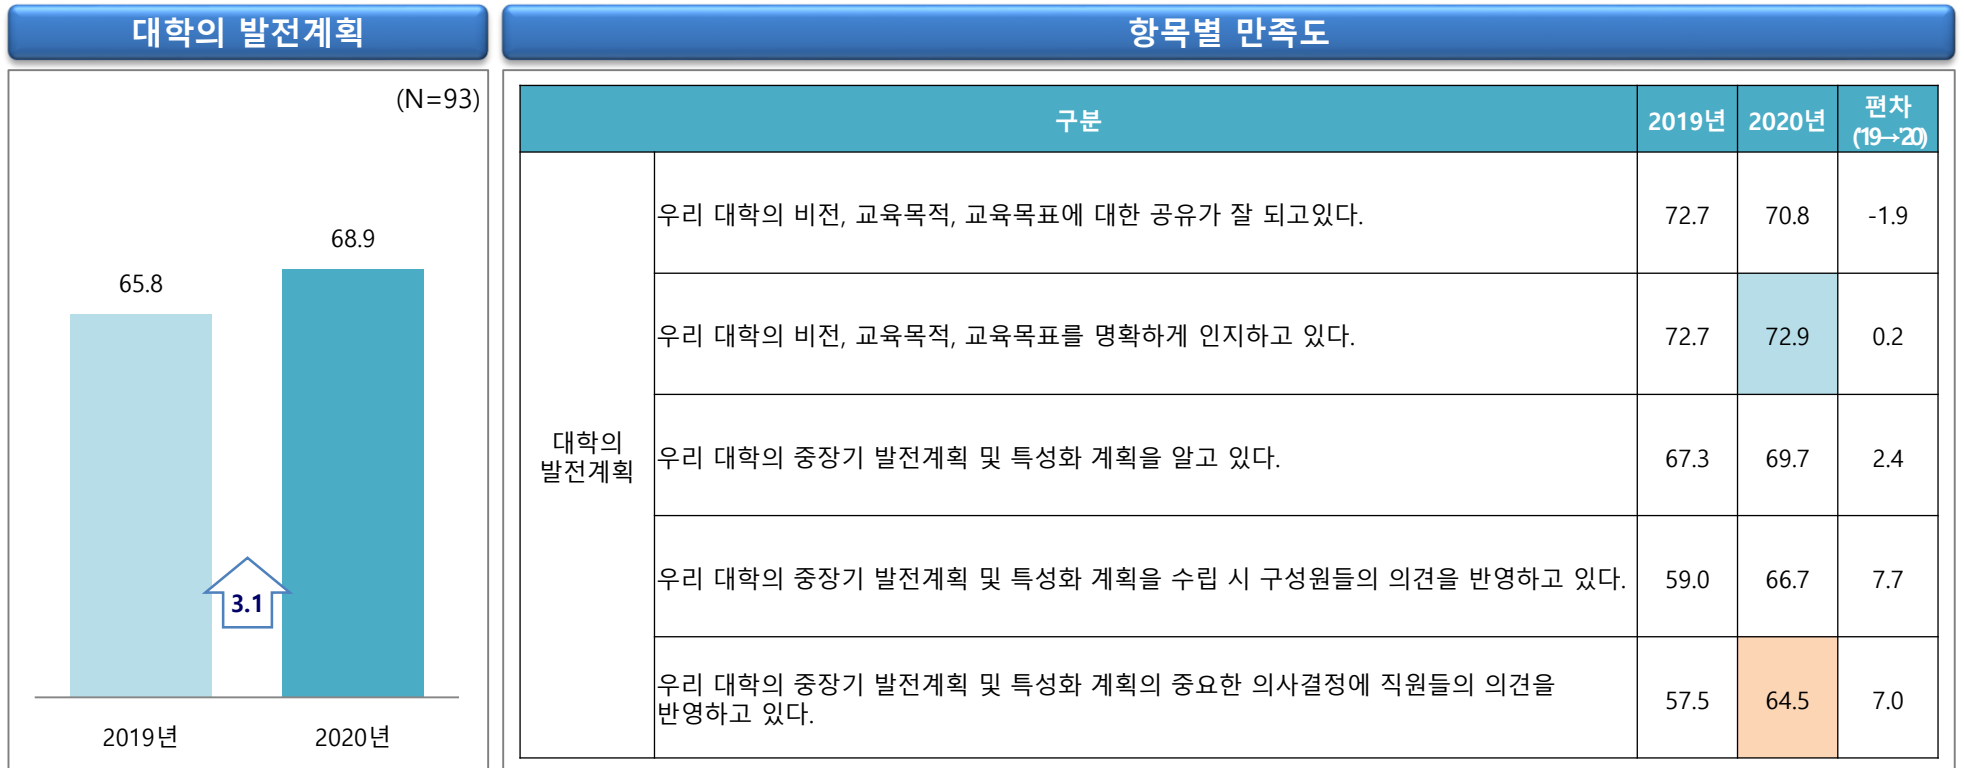 대학의 발전계획
항목별 만족도
(N=93)
65.8
68.9
3.1
2019년
2020년
구분
2019년
2020년
편차
('19→'20)
대학의
발전계획
우리 대학의 비전, 교육목적, 교육목표에 대한 공유가 잘 되고있다.
72.7
70.8
-1.9
우리 대학의 비전, 교육목적, 교육목표를 명확하게 인지하고 있다.
72.7
72.9
0.2
우리 대학의 중장기 발전계획 및 특성화 계획을 알고 있다.
67.3
69.7
2.4
우리 대학의 중장기 발전계획 및 특성화 계획을 수립 시 구성원들의 의견을 반영하고 있다.
59.0
66.7
7.7
우리 대학의 중장기 발전계획 및 특성화 계획의 중요한 의사결정에 직원들의 의견을
반영하고 있다.
57.5
64.5
7.0